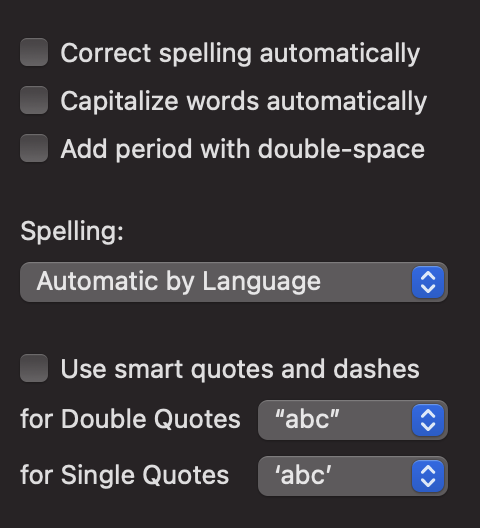 Correct spelling automatically
Capitalize words automatically
Add period with double-space
Spelling:
Automatic by Language
Use smart quotes and dashes
for Double Quotes “abc”
for Single Quotes ‘abc’